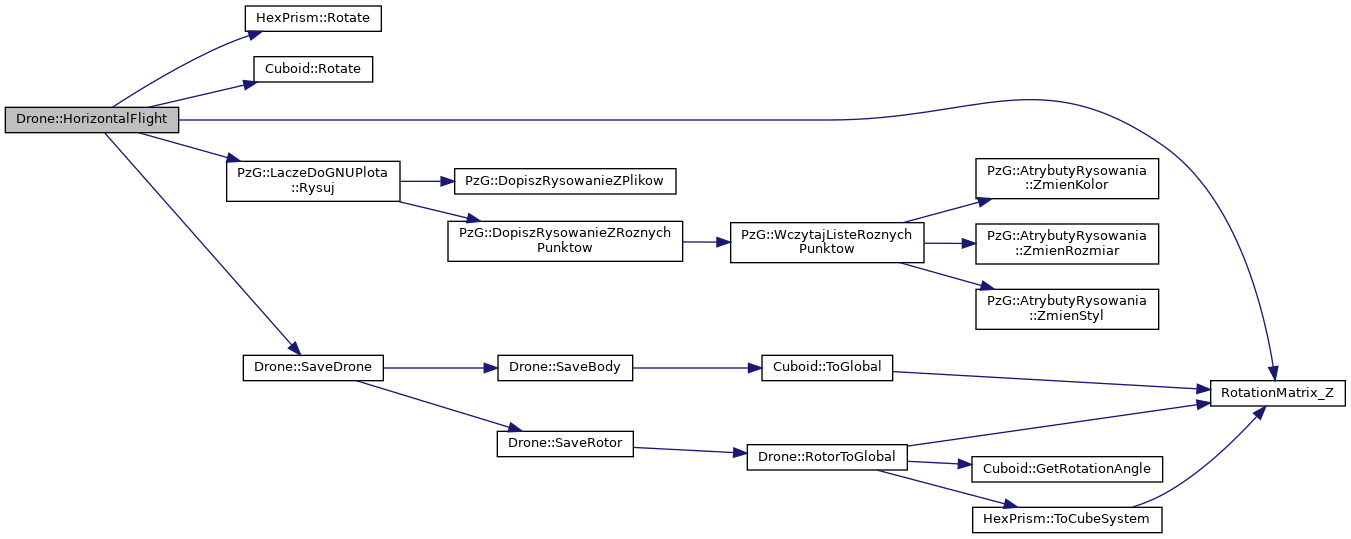 HexPrism::Rotate
Cuboid::Rotate
Drone::HorizontalFlight
PzG::LaczeDoGNUPlota
::Rysuj
PzG::DopiszRysowanieZPlikow
PzG::DopiszRysowanieZRoznych
Punktow
PzG::WczytajListeRoznych
Punktow
PzG::AtrybutyRysowania
::ZmienKolor
PzG::AtrybutyRysowania
::ZmienRozmiar
PzG::AtrybutyRysowania
::ZmienStyl
Drone::SaveDrone
Drone::SaveBody
Cuboid::ToGlobal
RotationMatrix_Z
Drone::SaveRotor
Drone::RotorToGlobal
Cuboid::GetRotationAngle
HexPrism::ToCubeSystem